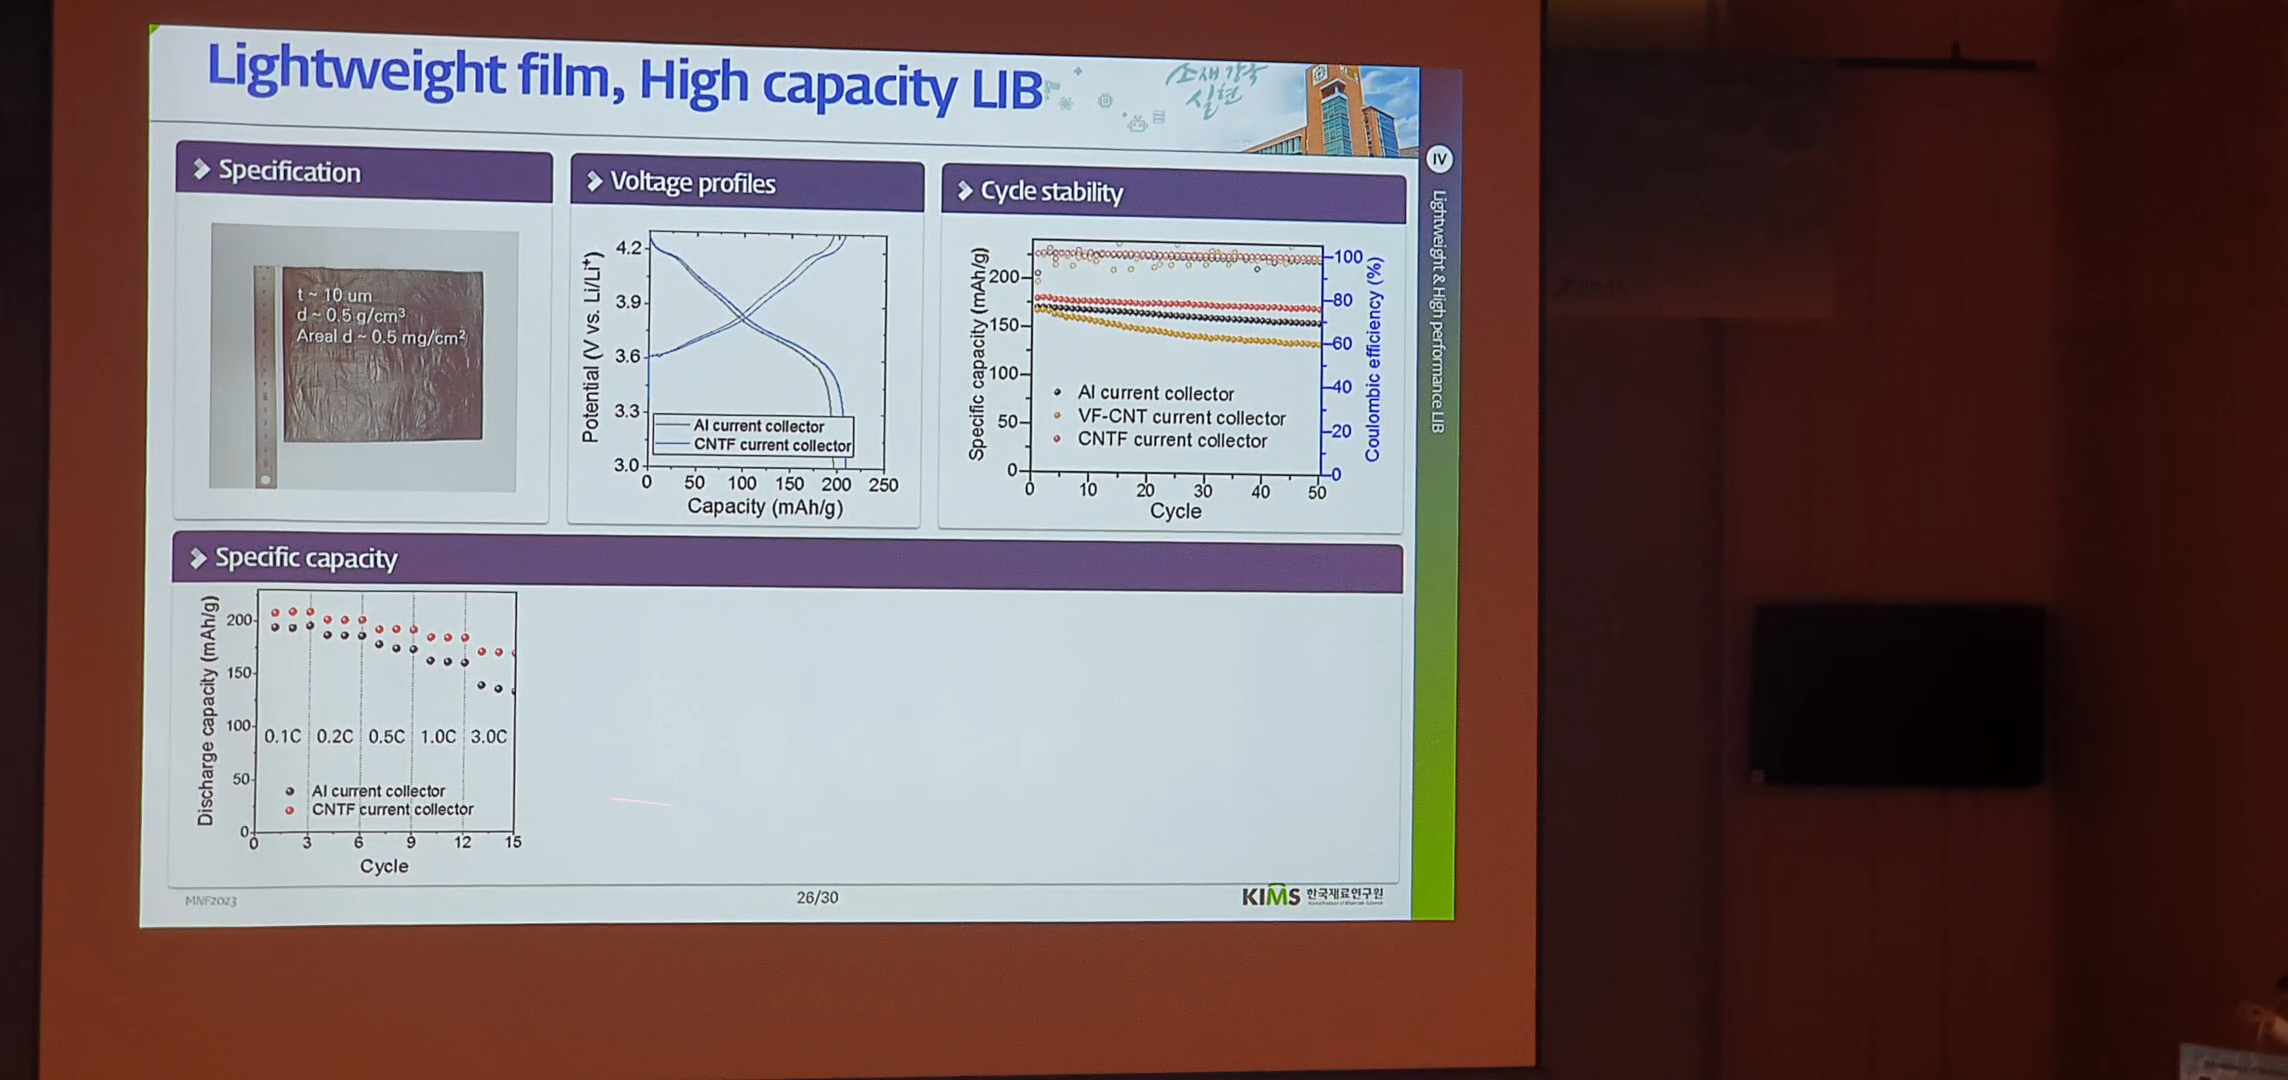 Lightweight film, High capacity LIB
소재강국
실현
IV
Lightweight & High performance LIB
Specification
t ~ 10 um
d ~ 0.5 g/cm³
Areal d ~ 0.5 mg/cm²
Voltage profiles
Potential (V vs. Li/Li⁺)
4.2
3.9
3.6
3.3
3.0
Al current collector
CNTF current collector
0 50 100 150 200 250
Capacity (mAh/g)
Cycle stability
Specific capacity (mAh/g)
200
150
100
50
0
Al current collector
VF-CNT current collector
CNTF current collector
0 10 20 30 40 50
Cycle
100
80
60
40
20
0
Coulombic efficiency (%)
Specific capacity
Discharge capacity (mAh/g)
200
150
100
50
0
0.1C 0.2C 0.5C 1.0C 3.0C
Al current collector
CNTF current collector
0 3 6 9 12 15
Cycle
MNF2023
26/30
KIMS 한국재료연구원